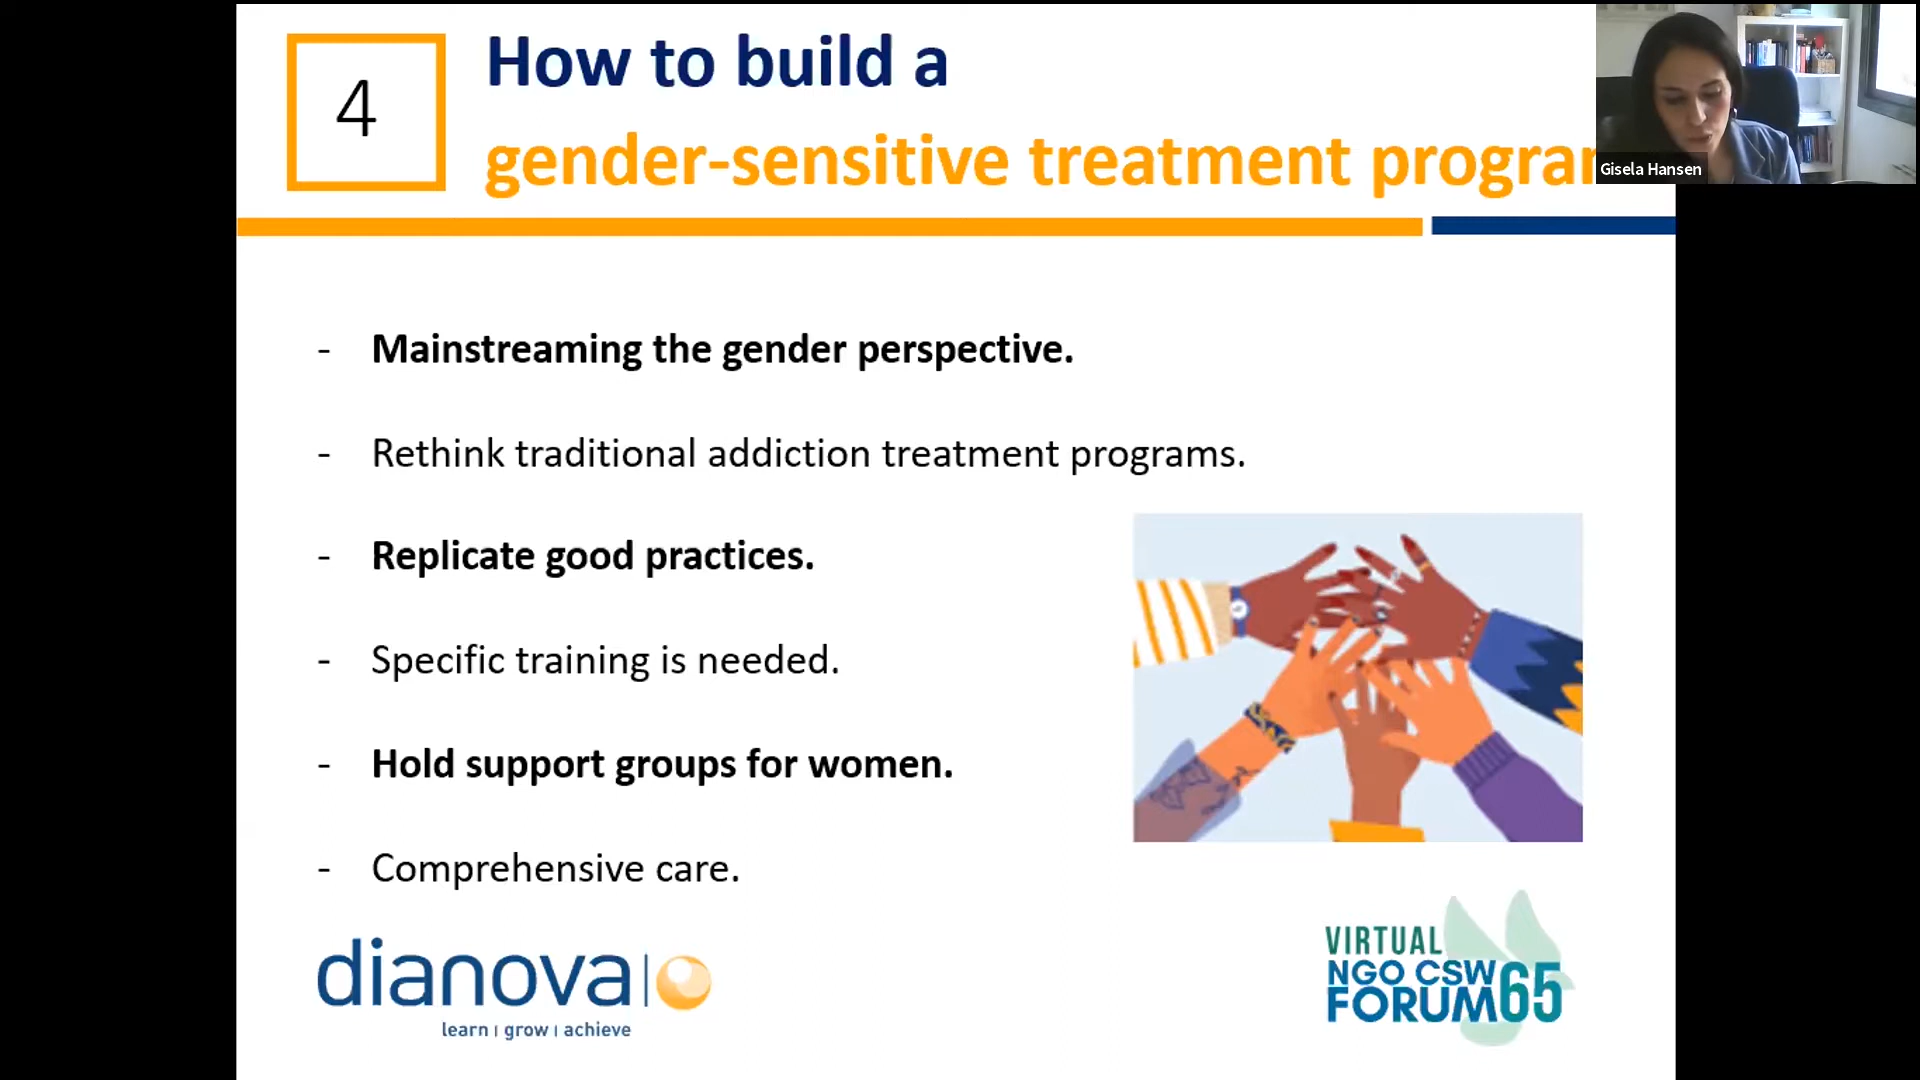 4
How to build a
gender-sensitive treatment progra
Gisela Hansen
- Mainstreaming the gender perspective.
- Rethink traditional addiction treatment programs.
- Replicate good practices.
- Specific training is needed.
- Hold support groups for women.
- Comprehensive care.
dianova
learn | grow | achieve
VIRTUAL
NGO CSW
FORUM65